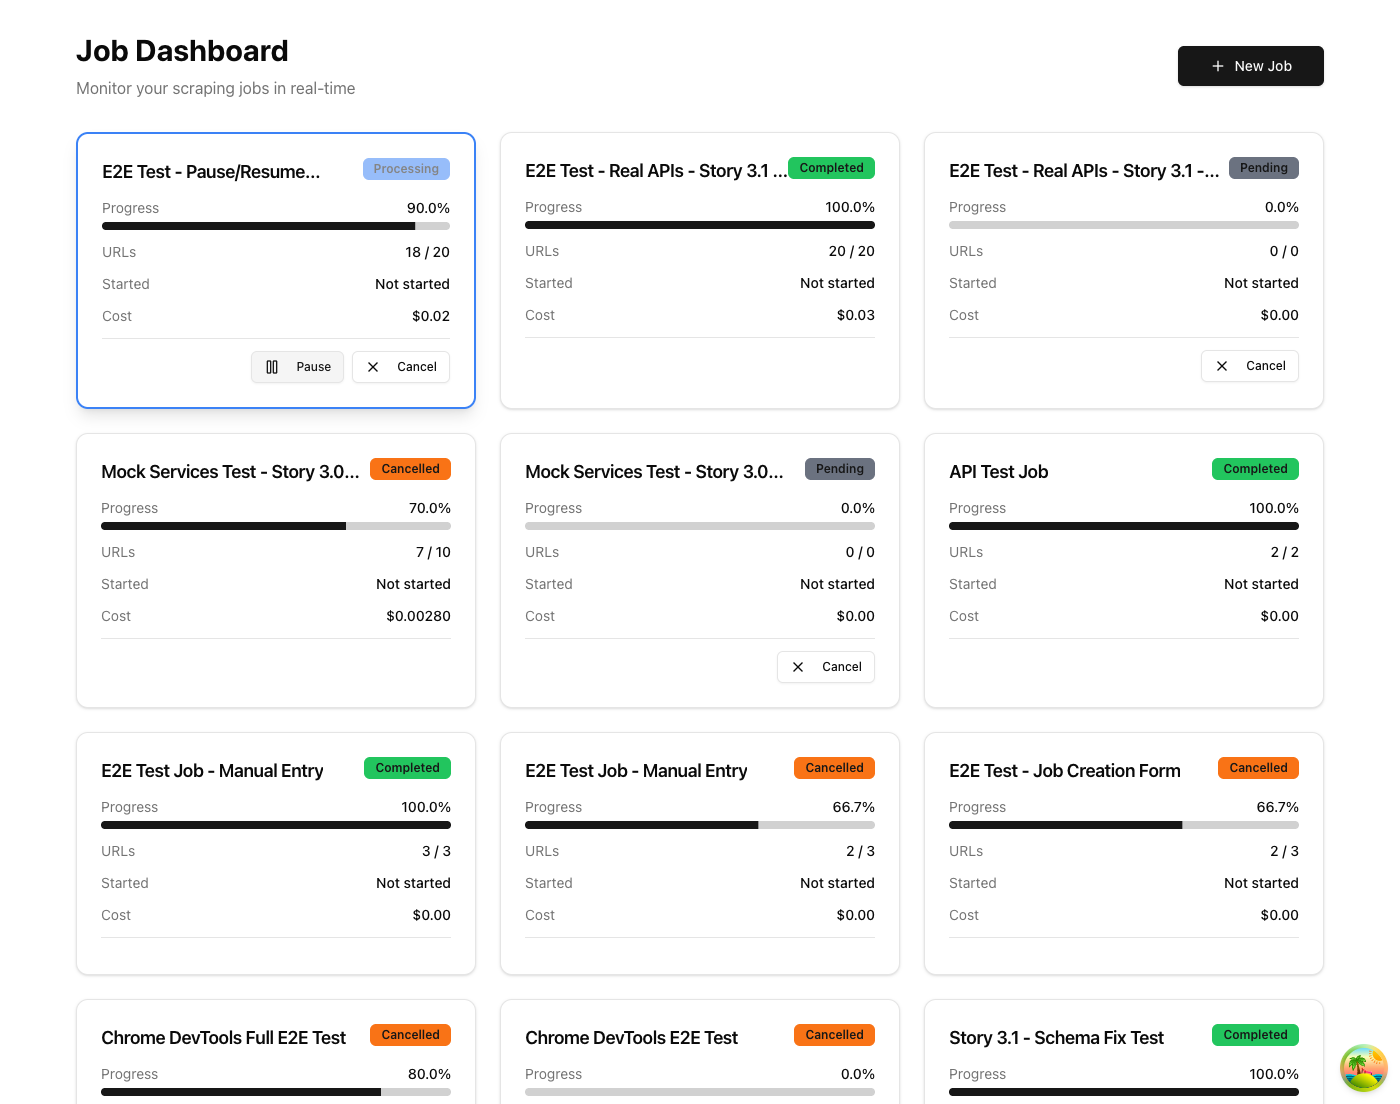 Job Dashboard
Monitor your scraping jobs in real-time
+ New Job
E2E Test - Pause/Resume... Processing
Progress 90.0%
URLs 18 / 20
Started Not started
Cost $0.02
Pause Cancel
E2E Test - Real APIs - Story 3.1 ... Completed
Progress 100.0%
URLs 20 / 20
Started Not started
Cost $0.03
E2E Test - Real APIs - Story 3.1 -... Pending
Progress 0.0%
URLs 0 / 0
Started Not started
Cost $0.00
Cancel
Mock Services Test - Story 3.0... Cancelled
Progress 70.0%
URLs 7 / 10
Started Not started
Cost $0.00280
Mock Services Test - Story 3.0... Pending
Progress 0.0%
URLs 0 / 0
Started Not started
Cost $0.00
Cancel
API Test Job Completed
Progress 100.0%
URLs 2 / 2
Started Not started
Cost $0.00
E2E Test Job - Manual Entry Completed
Progress 100.0%
URLs 3 / 3
Started Not started
Cost $0.00
E2E Test Job - Manual Entry Cancelled
Progress 66.7%
URLs 2 / 3
Started Not started
Cost $0.00
E2E Test - Job Creation Form Cancelled
Progress 66.7%
URLs 2 / 3
Started Not started
Cost $0.00
Chrome DevTools Full E2E Test Cancelled
Progress 80.0%
Chrome DevTools E2E Test Cancelled
Progress 0.0%
Story 3.1 - Schema Fix Test Completed
Progress 100.0%